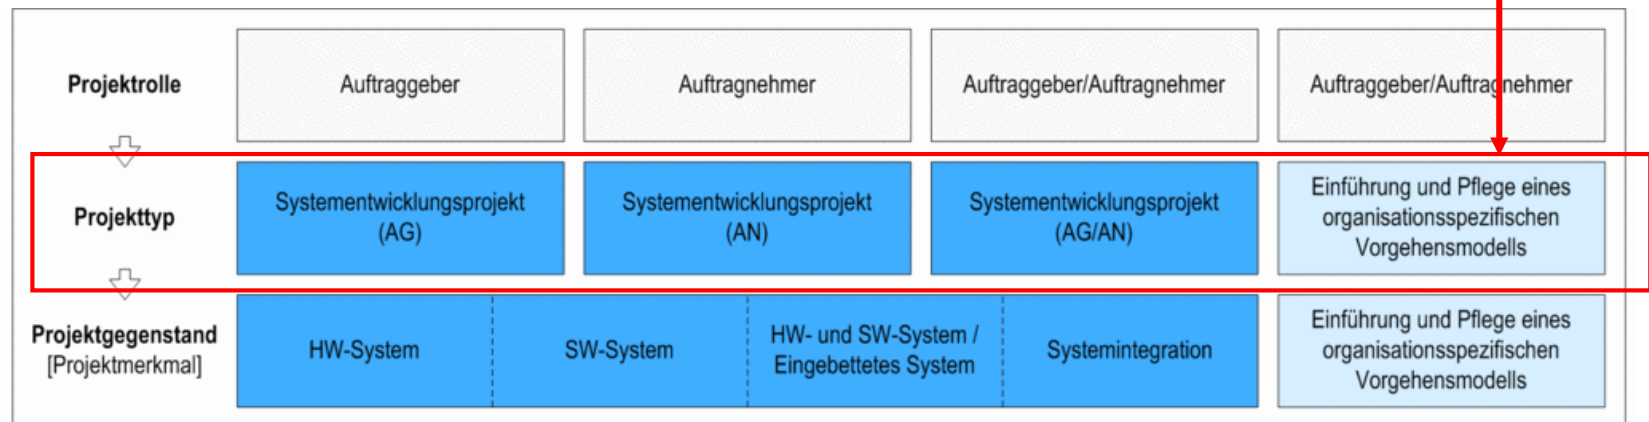 Projektrolle
Auftraggeber
Auftragnehmer
Auftraggeber/Auftragnehmer
Auftraggeber/Auftragnehmer
Projekttyp
Systementwicklungsprojekt
(AG)
Systementwicklungsprojekt
(AN)
Systementwicklungsprojekt
(AG/AN)
Einführung und Pflege eines
organisationsspezifischen
Vorgehensmodells
Projektgegenstand
[Projektmerkmal]
HW-System
SW-System
HW- und SW-System /
Eingebettetes System
Systemintegration
Einführung und Pflege eines
organisationsspezifischen
Vorgehensmodells